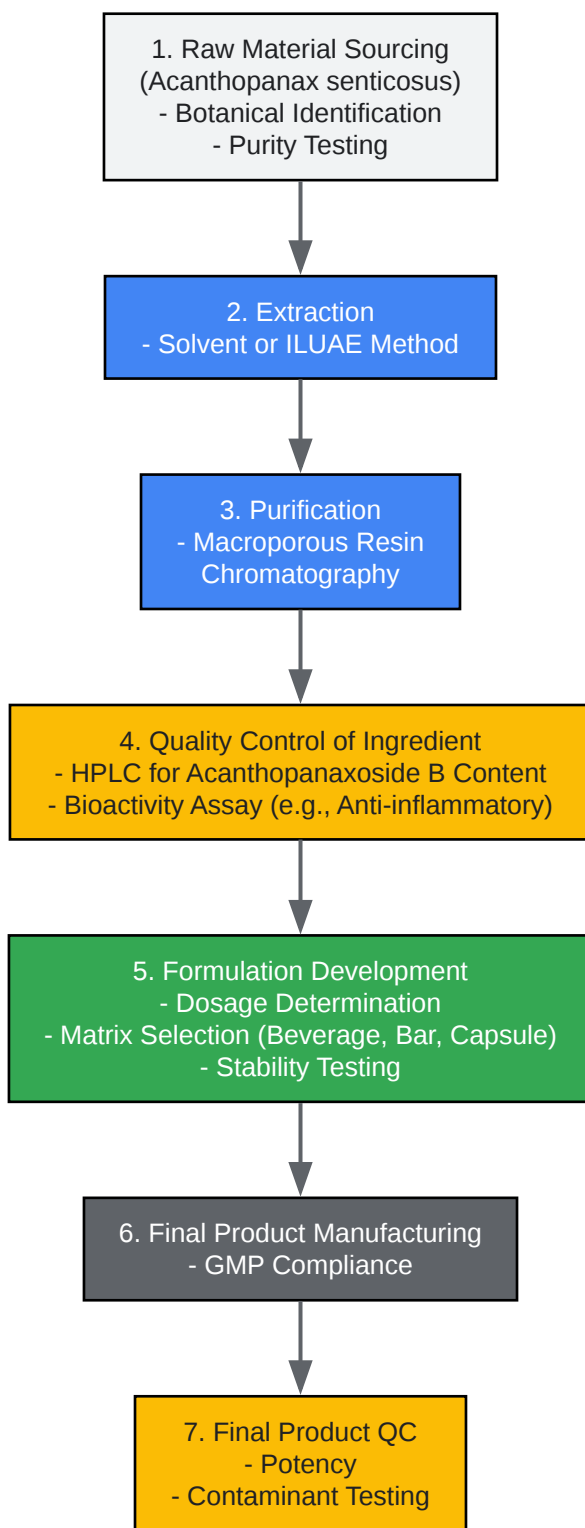 1. Raw Material Sourcing
(Acanthopanax senticosus)
- Botanical Identification
- Purity Testing
2. Extraction
- Solvent or ILUAE Method
3. Purification
- Macroporous Resin
Chromatography
4. Quality Control of Ingredient
- HPLC for Acanthopanaxoside B Content
- Bioactivity Assay (e.g., Anti-inflammatory)
5. Formulation Development
- Dosage Determination
- Matrix Selection (Beverage, Bar, Capsule)
- Stability Testing
6. Final Product Manufacturing
- GMP Compliance
7. Final Product QC
- Potency
- Contaminant Testing